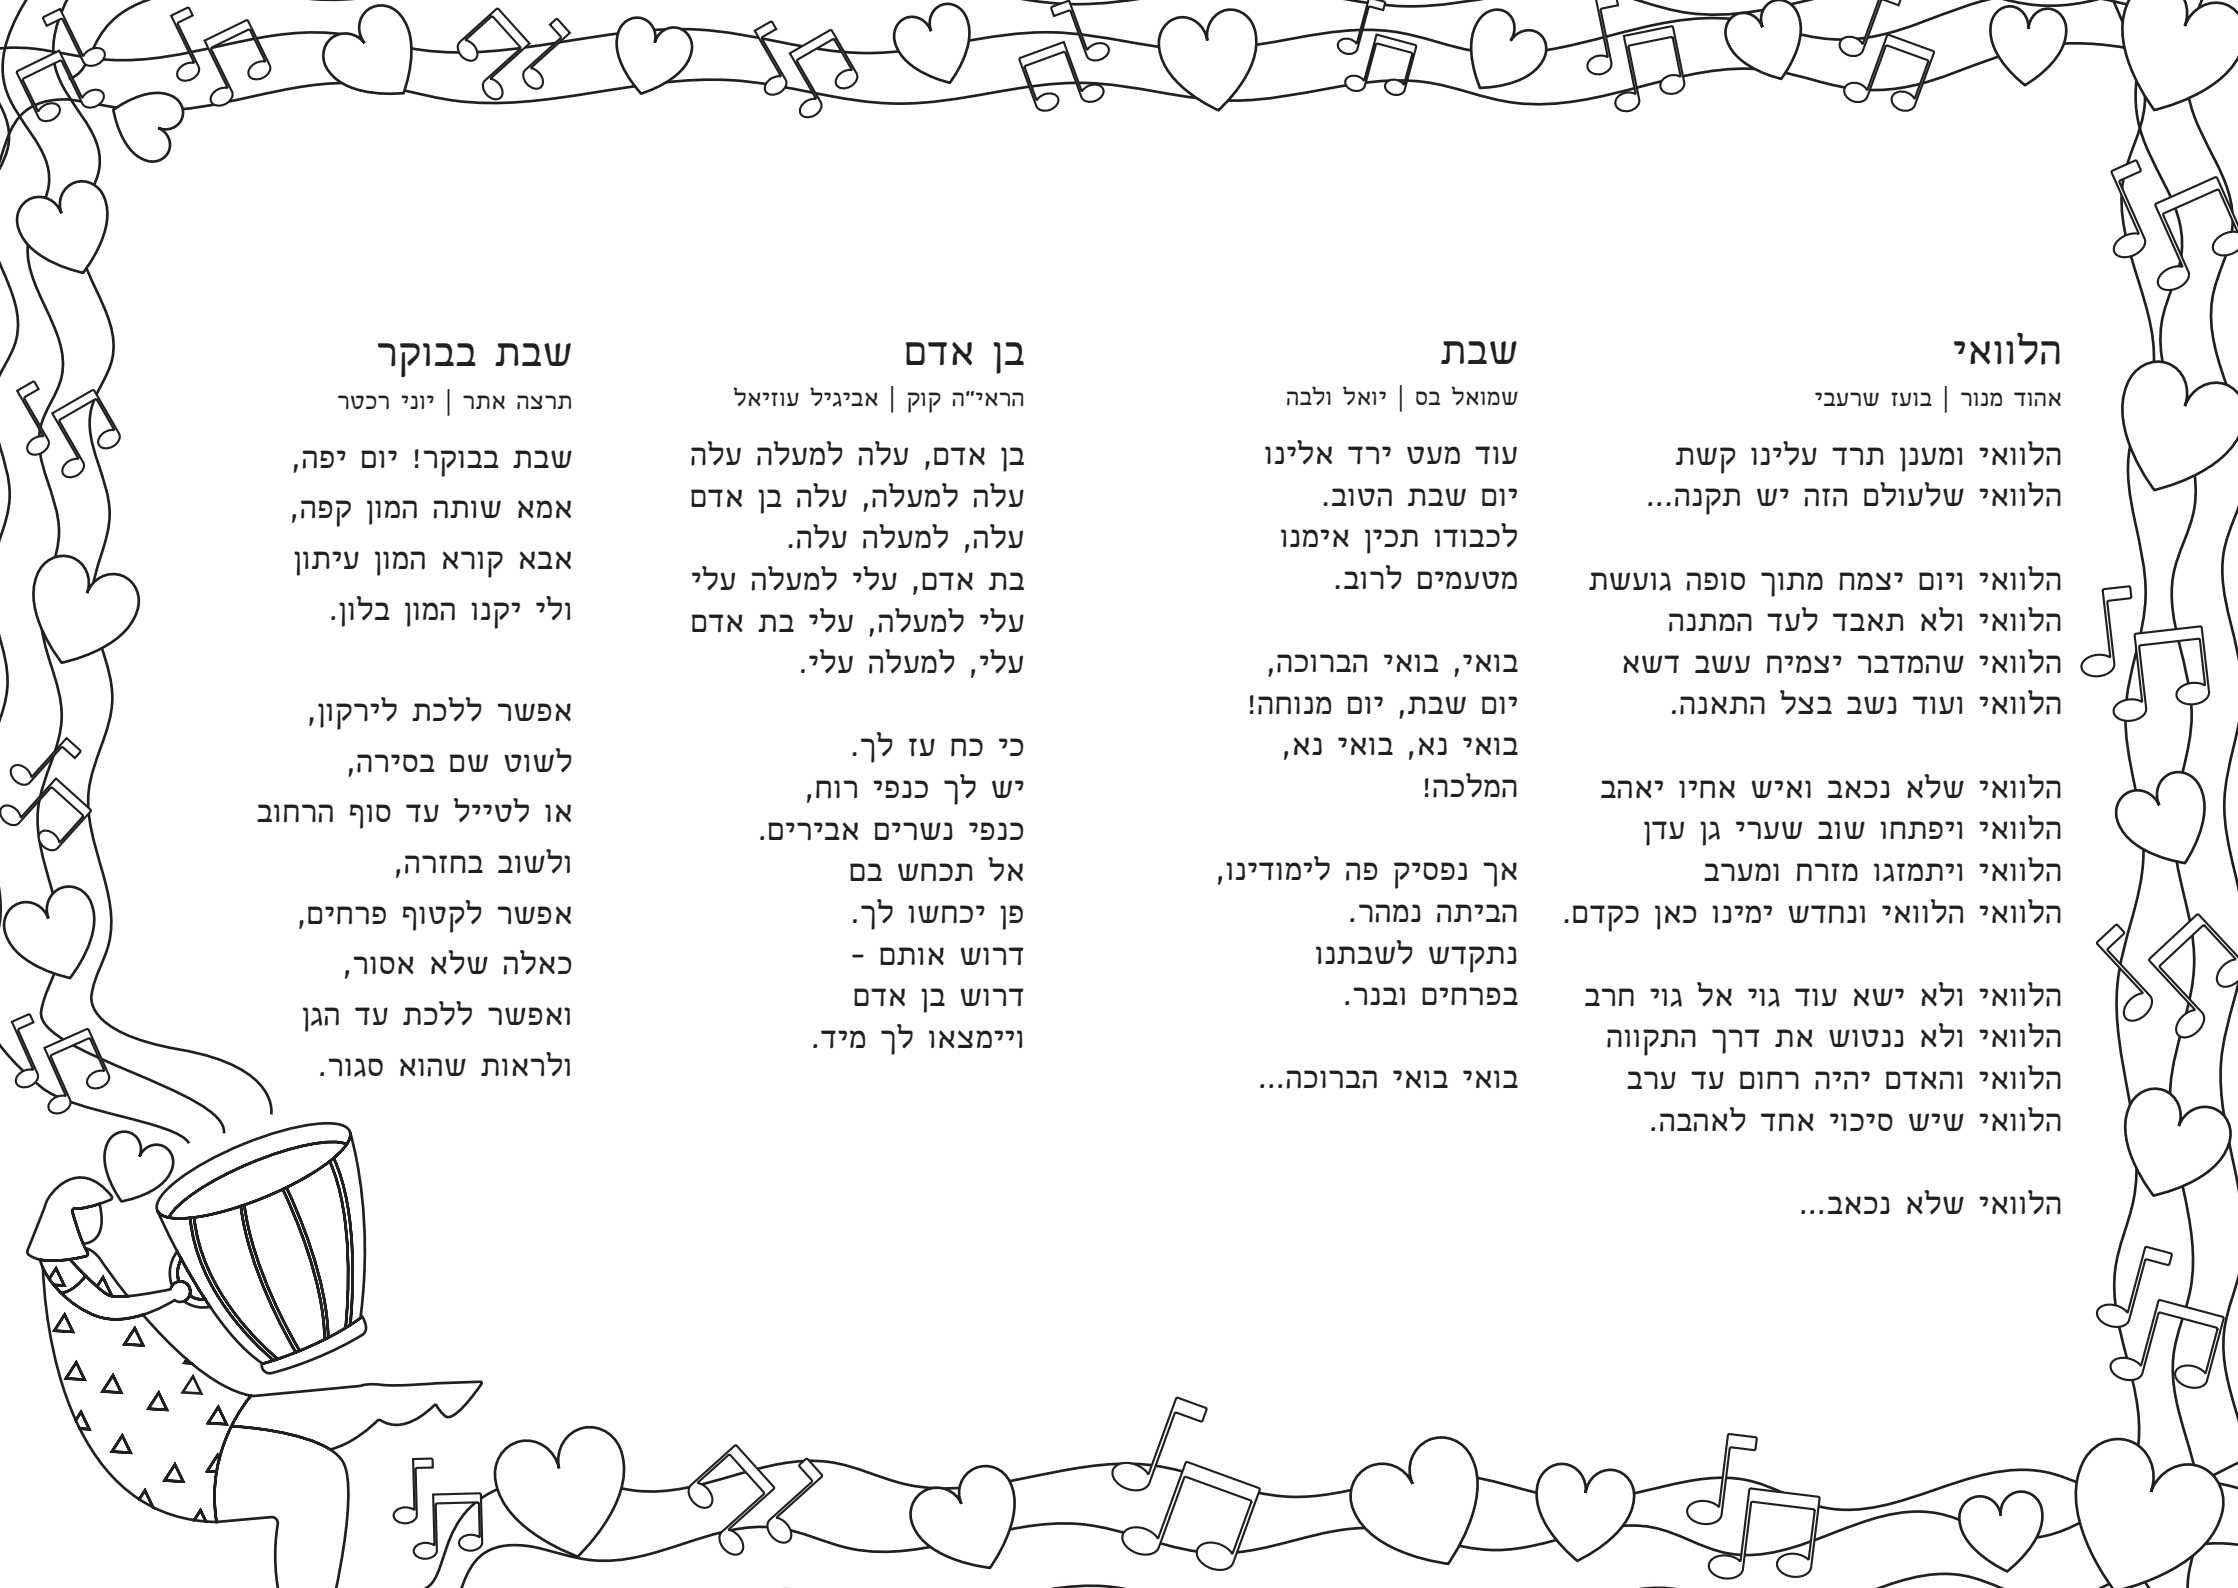 הלוואי
אהוד מנור | בועז שרעבי
הלוואי ומענן תרד עלינו קשת
הלוואי שלעולם הזה יש תקנה...

הלוואי ויום יצמח מתוך סופה גועשת
הלוואי ולא תאבד לעד המתנה
הלוואי שהמדבר יצמיח עשב דשא
הלוואי ועוד נשב בצל התאנה.

הלוואי שלא נכאב ואיש אחיו יאהב
הלוואי ויפתחו שוב שערי גן עדן
הלוואי ויתמזגו מזרח ומערב
הלוואי הלוואי ונחדש ימינו כאן כקדם.

הלוואי ולא ישא עוד גוי אל גוי חרב
הלוואי ולא ננטוש את דרך התקווה
הלוואי והאדם יהיה רחום עד ערב
הלוואי שיש סיכוי אחד לאהבה.

הלוואי שלא נכאב...

שבת
שמואל בס | יואל ולבה
עוד מעט ירד אלינו
יום שבת הטוב.
לכבודו תכין אימנו
מטעמים לרוב.

בואי, בואי הברוכה,
יום שבת, יום מנוחה!
בואי נא, בואי נא,
המלכה!

אך נפסיק פה לימודינו,
הביתה נמהר.
נתקדש לשבתנו
בפרחים ובנר.

בואי בואי הברוכה...

בן אדם
הראי״ה קוק | אביגיל עוזיאל
בן אדם, עלה למעלה עלה
עלה למעלה, עלה בן אדם
עלה, למעלה עלה.
בת אדם, עלי למעלה עלי
עלי למעלה, עלי בת אדם
עלי, למעלה עלי.

כי כח עז לך.
יש לך כנפי רוח,
כנפי נשרים אבירים.
אל תכחש בם
פן יכחשו לך.
דרוש אותם -
דרוש בן אדם
ויימצאו לך מיד.

שבת בבוקר
תרצה אתר | יוני רכטר
שבת בבוקר! יום יפה,
אמא שותה המון קפה,
אבא קורא המון עיתון
ולי יקנו המון בלון.

אפשר ללכת לירקון,
לשוט שם בסירה,
או לטייל עד סוף הרחוב
ולשוב בחזרה,
אפשר לקטוף פרחים,
כאלה שלא אסור,
ואפשר ללכת עד הגן
ולראות שהוא סגור.